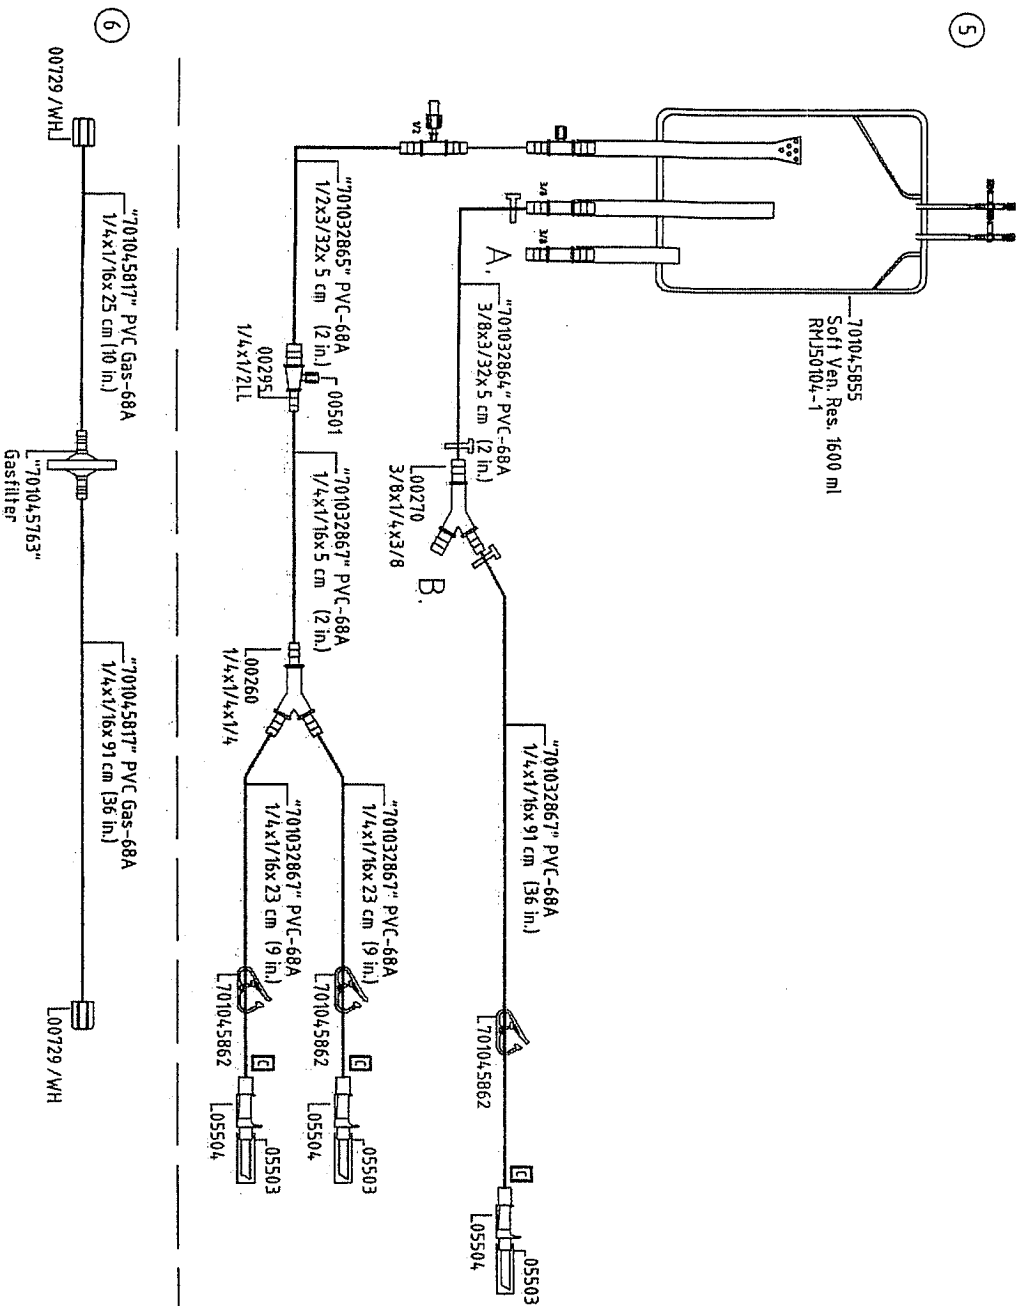 5
701045855
Soft Ven. Res. 1600 ml
RMJ50104-1
3/8
3/8
A.
"701032864" PVC-68A
3/8x3/32x 5 cm (2 in.)
00270
3/8x1/4x3/8
B.
"701032867" PVC-68A
1/4x1/16x 91 cm (36 in.)
701045862
C
05503
05504
1/2
"701032865" PVC-68A
1/2x3/32x 5 cm (2 in.)
00501
00295
1/4x1/2LL
"701032867" PVC-68A
1/4x1/16x 5 cm (2 in.)
00260
1/4x1/4x1/4
"701032867" PVC-68A
1/4x1/16x 23 cm (9 in.)
701045862
C
05503
05504
"701032867" PVC-68A
1/4x1/16x 23 cm (9 in.)
701045862
C
05503
05504
6
00729 /WH
"701045817" PVC Gas-68A
1/4x1/16x 25 cm (10 in.)
"701045763"
Gasfilter
"701045817" PVC Gas-68A
1/4x1/16x 91 cm (36 in.)
00729 /WH